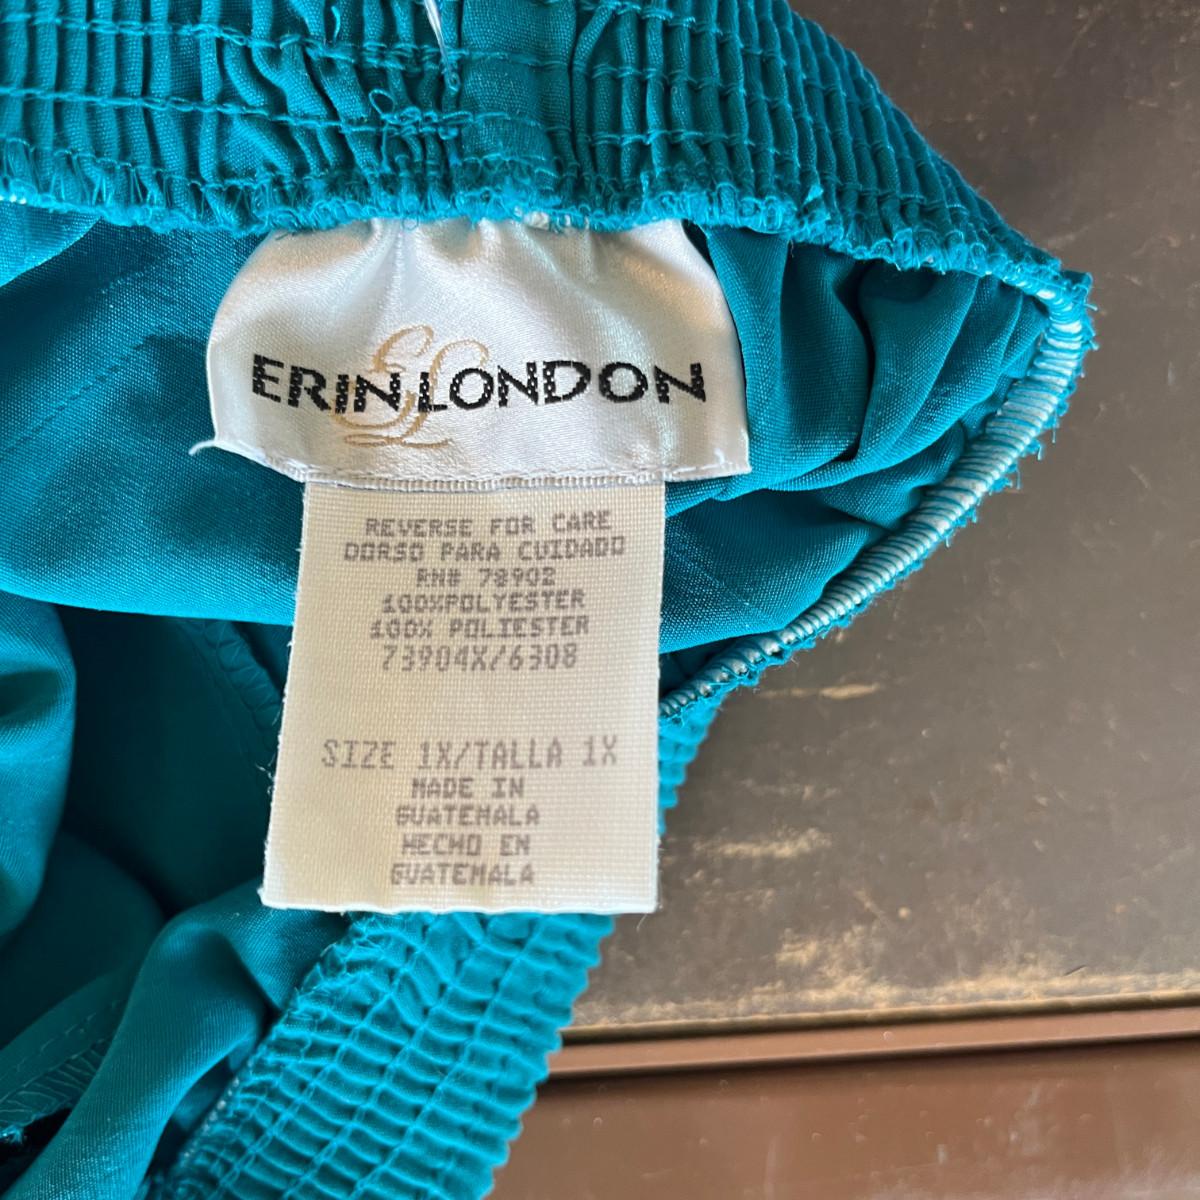 ERIN LONDON
EL
REVERSE FOR CARE
DORSO PARA CUIDADO
RN# 78902
100%POLYESTER
100% POLIESTER
73904X/6308
SIZE 1X/TALLA 1X
MADE IN
GUATEMALA
HECHO EN
GUATEMALA